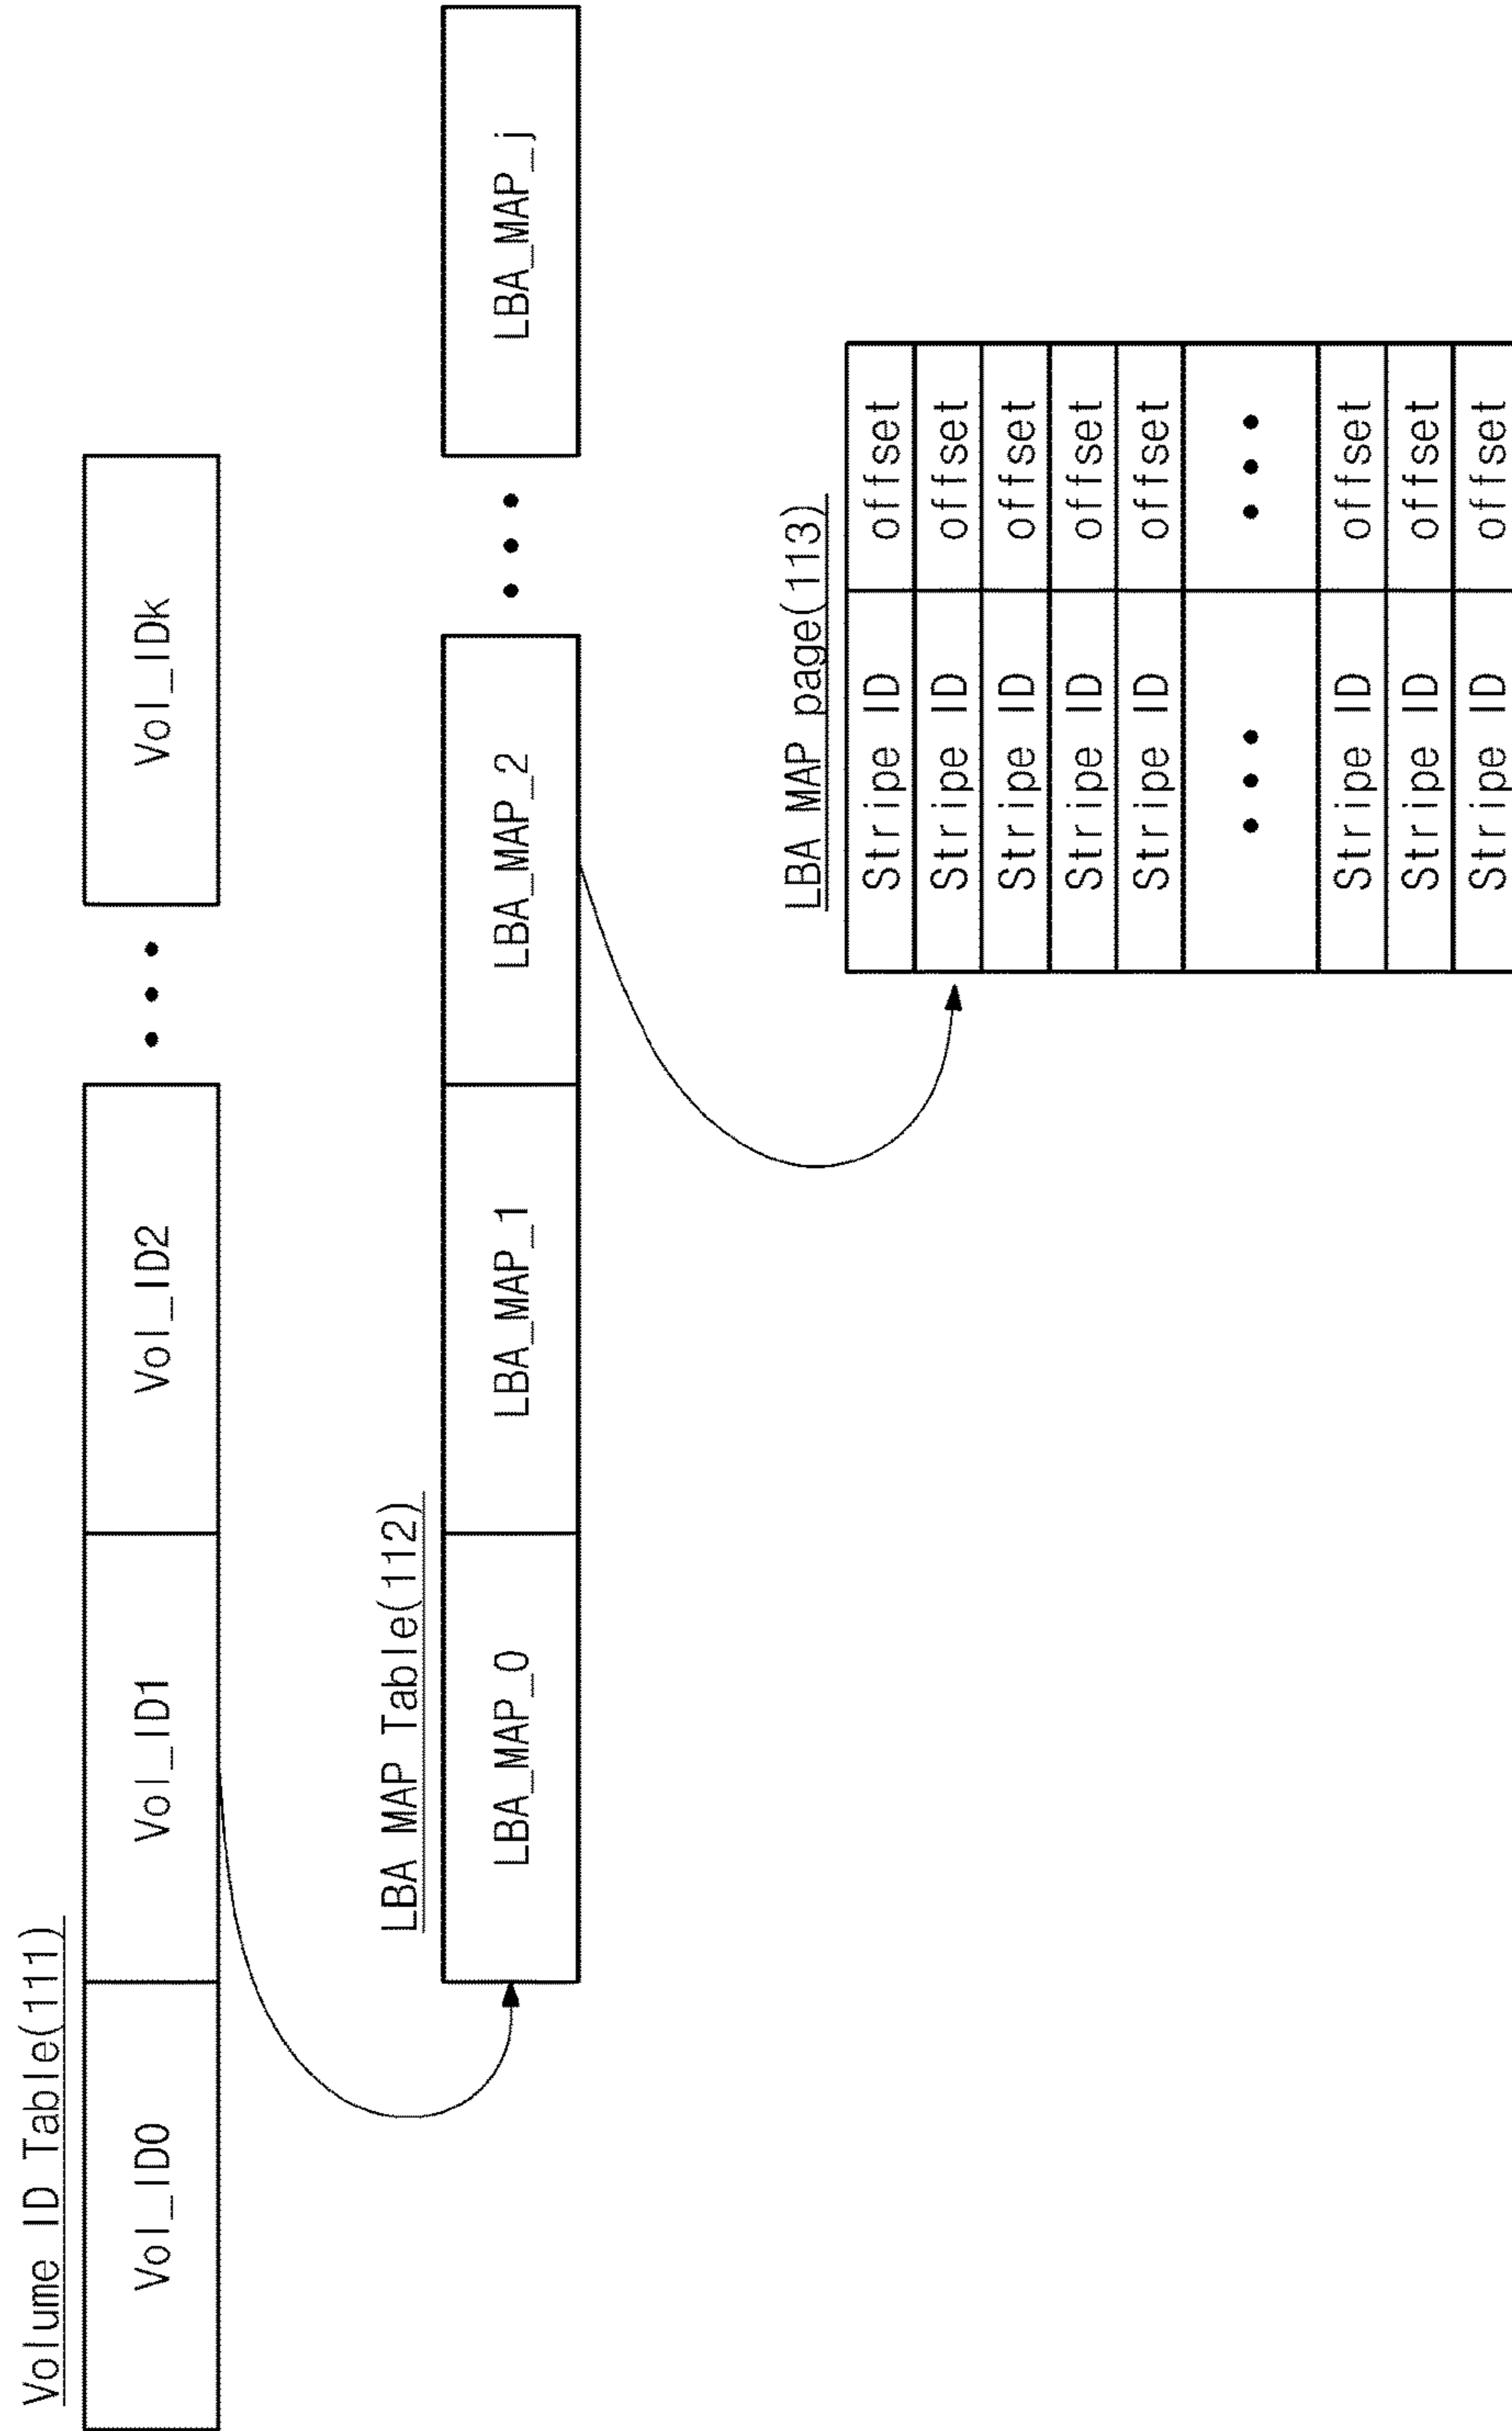 Volume ID Table(111)
Vol_ID0 Vol_ID1 Vol_ID2 ••• Vol_IDk
LBA MAP Table(112)
LBA_MAP_0 LBA_MAP_1 LBA_MAP_2 ••• LBA_MAP_j
LBA MAP page(113)
Stripe ID offset
Stripe ID offset
Stripe ID offset
Stripe ID offset
Stripe ID offset
••• •••
Stripe ID offset
Stripe ID offset
Stripe ID offset